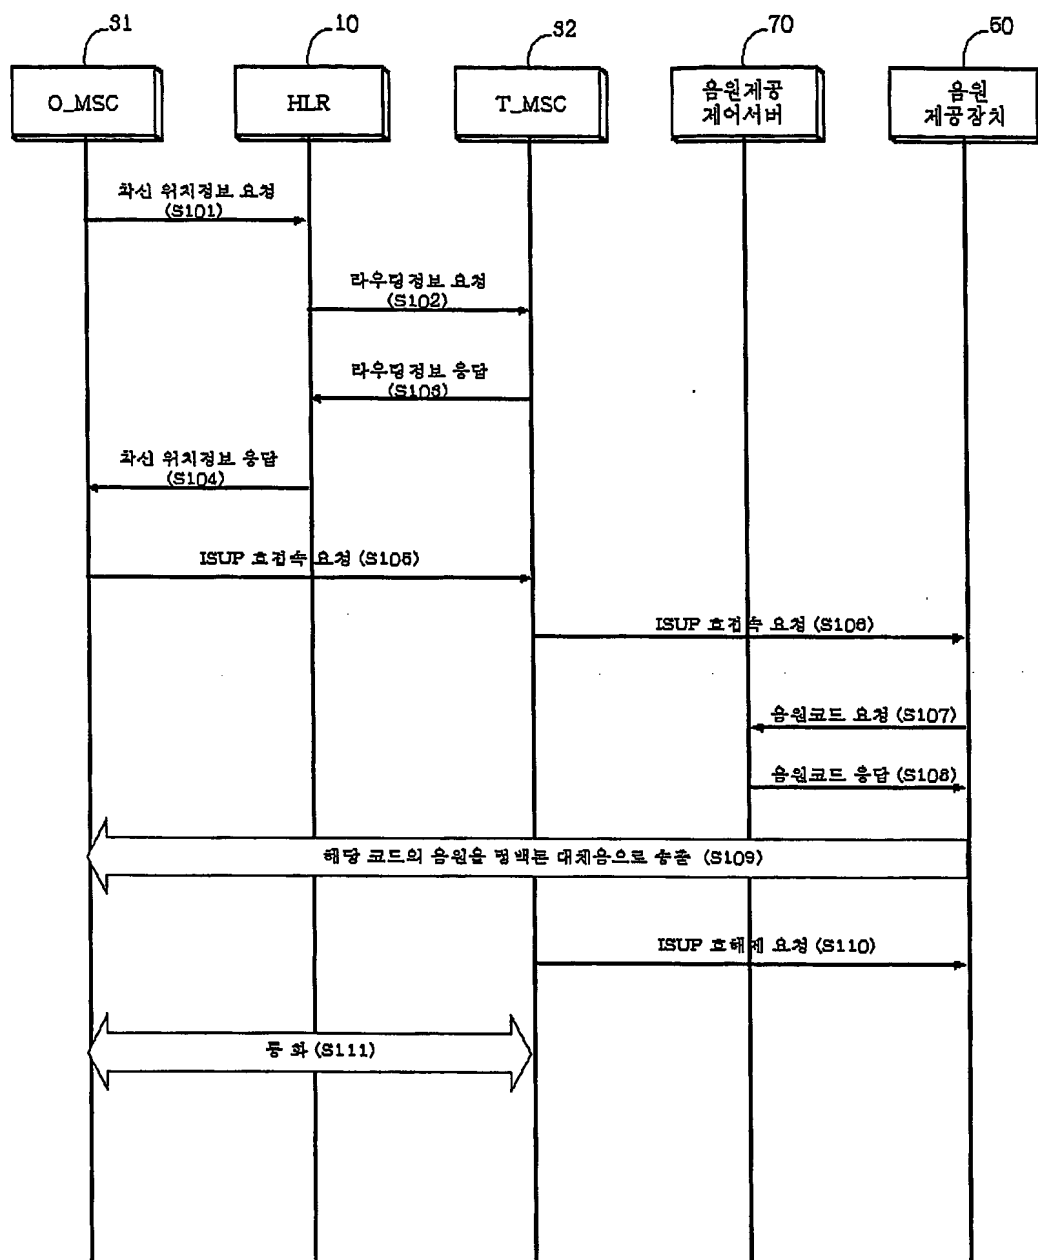 31
10
32
70
50
O_MSC
HLR
T_MSC
음원제공
제어서버
음원
제공장치
착신 위치정보 요청
(S101)
라우팅정보 요청
(S102)
라우팅정보 응답
(S103)
착신 위치정보 응답
(S104)
ISUP 호접속 요청 (S105)
ISUP 호접속 요청 (S106)
음원코드 요청 (S107)
음원코드 응답 (S108)
해당 코드의 음원을 링백톤 대체음으로 송출 (S109)
ISUP 호해제 요청 (S110)
통 화 (S111)